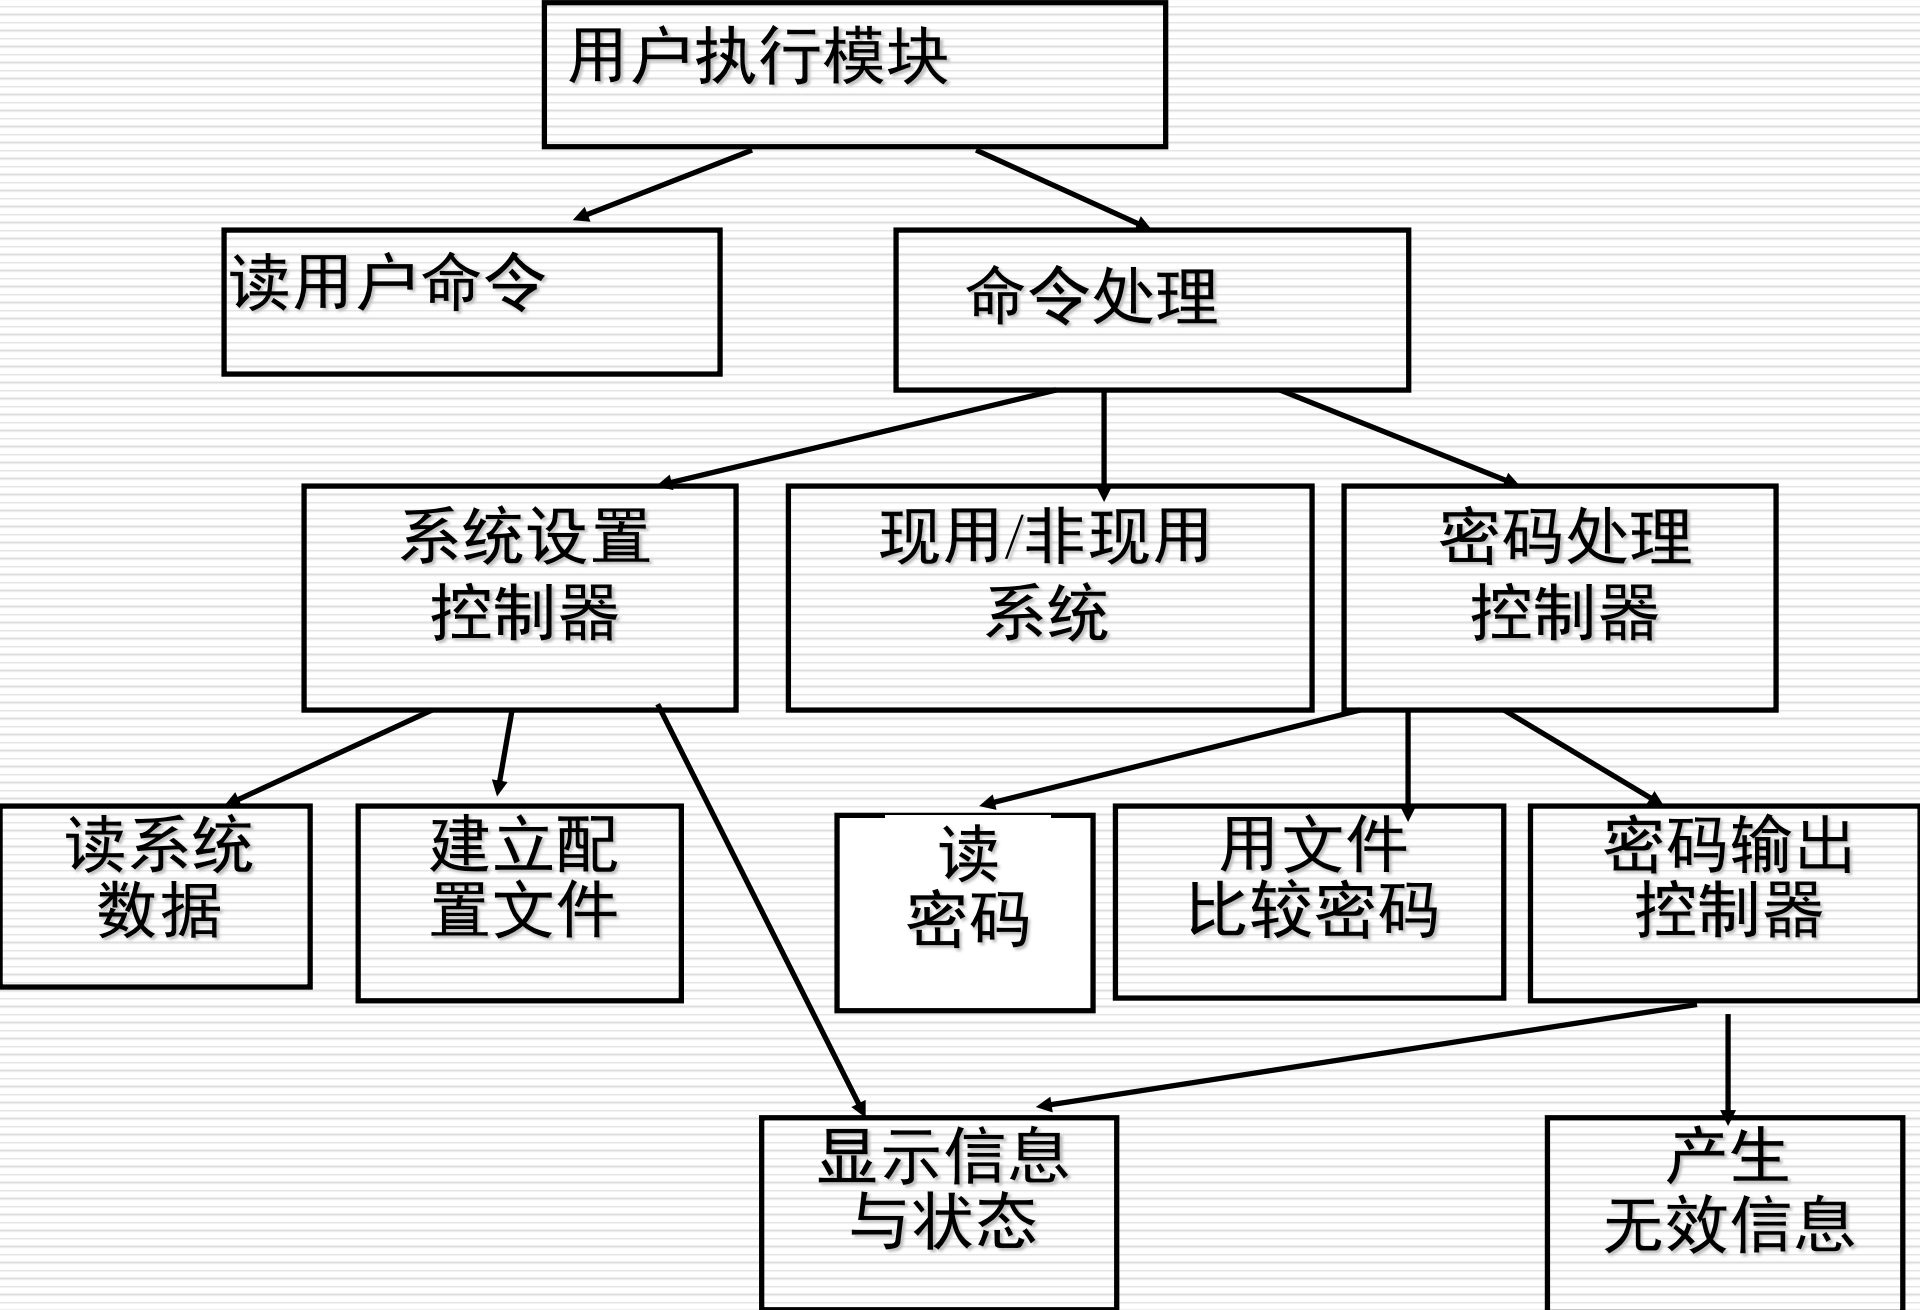 用户执行模块
读用户命令
命令处理
系统设置
控制器
现用/非现用
系统
密码处理
控制器
读系统
数据
建立配
置文件
读
密码
用文件
比较密码
密码输出
控制器
显示信息
与状态
产生
无效信息